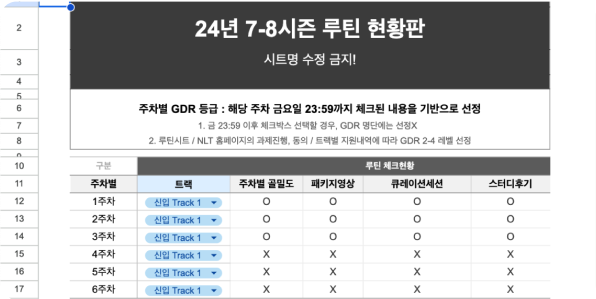 2
24년 7-8시즌 루틴 현황판
3
시트명 수정 금지!
4
5
6 주차별 GDR 등급 : 해당 주차 금요일 23:59까지 체크된 내용을 기반으로 선정
7 1. 금 23:59 이후 체크박스 선택할 경우, GDR 명단에는 선정X
8 2. 루틴시트 / NLT 홈페이지의 과제진행, 동의 / 트랙별 지원내역에 따라 GDR 2-4 레벨 선정
10 구분 루틴 체크현황
11 주차별 트랙 주차별 골밀도 패키지영상 큐레이션세션 스터디후기
12 1주차 신입 Track 1 O O O O
13 2주차 신입 Track 1 O O O O
14 3주차 신입 Track 1 O O O O
15 4주차 신입 Track 1 X X X X
16 5주차 신입 Track 1 X X X X
17 6주차 신입 Track 1 X X X X